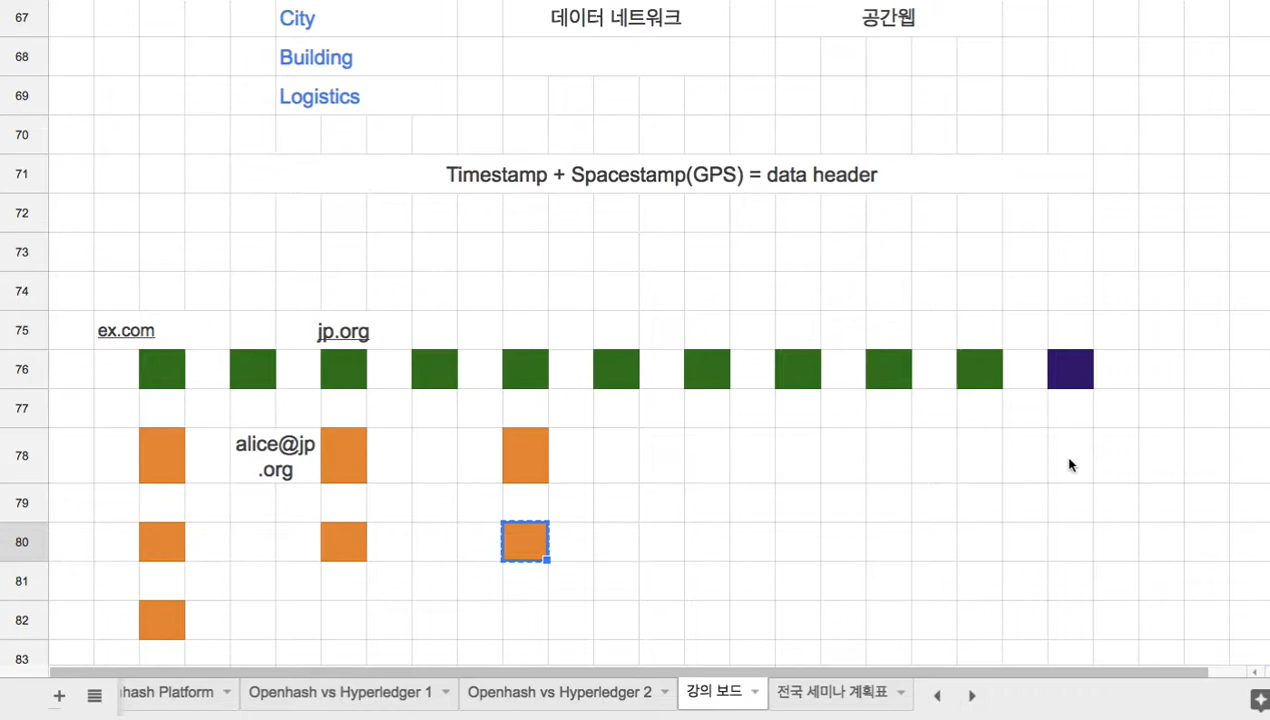 67 City 데이터 네트워크 공간웹
68 Building
69 Logistics
70
71 Timestamp + Spacestamp(GPS) = data header
72
73
74
75 ex.com jp.org
76
77
78 alice@jp
.org
79
80
81
82
83
hash Platform Openhash vs Hyperledger 1 Openhash vs Hyperledger 2 강의 보드 전국 세미나 계획표